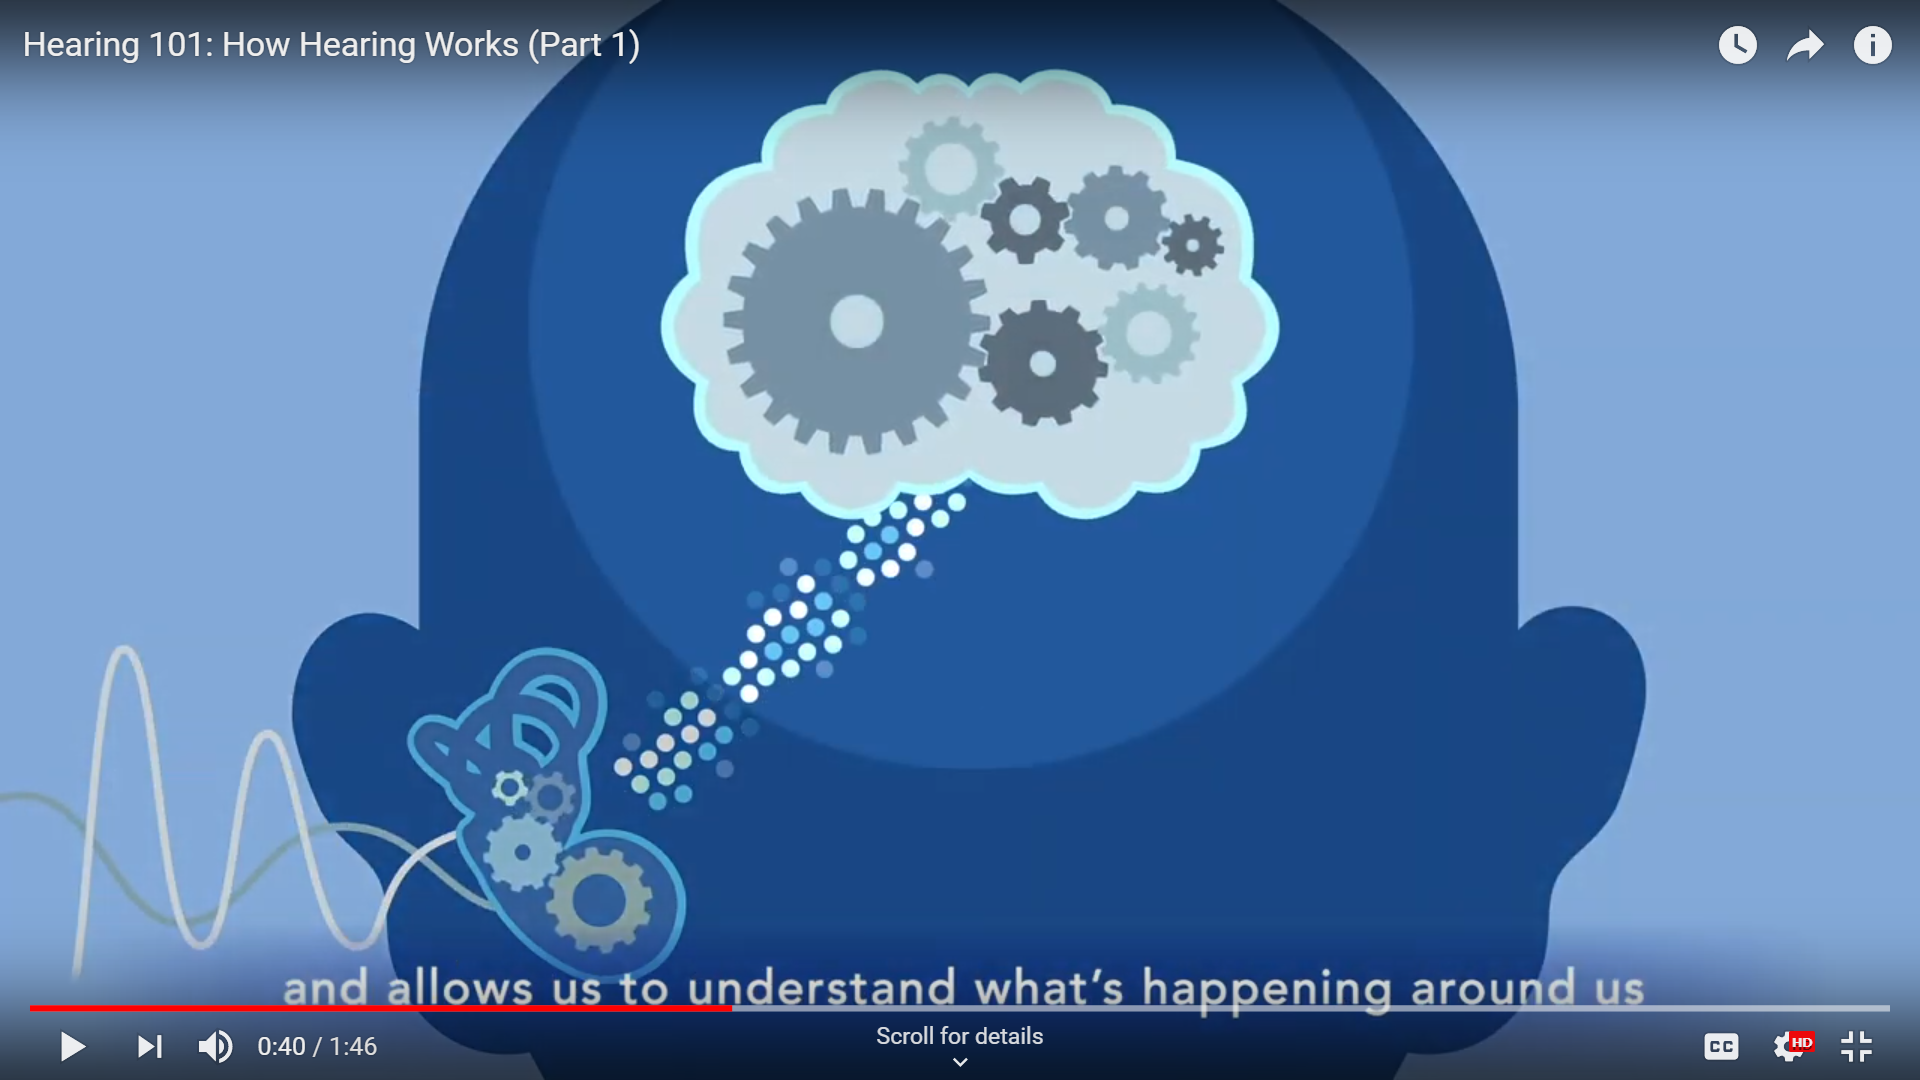 Hearing 101: How Hearing Works (Part 1)
and allows us to understand what's happening around us
0:40 / 1:46
Scroll for details
CC
HD